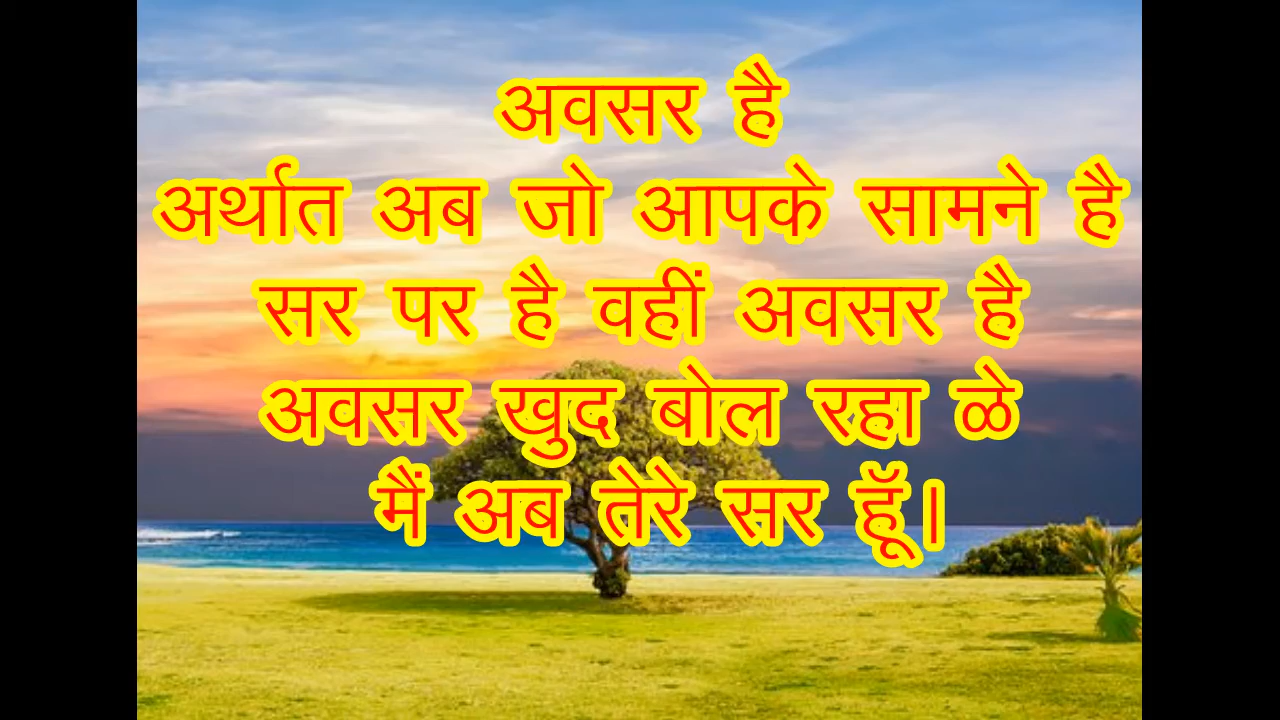 अवसर है
अर्थात अब जो आपके सामने है
सर पर है वहीं अवसर है
अवसर खुद बोल रहा ळे
मैं अब तेरे सर हूॅ।